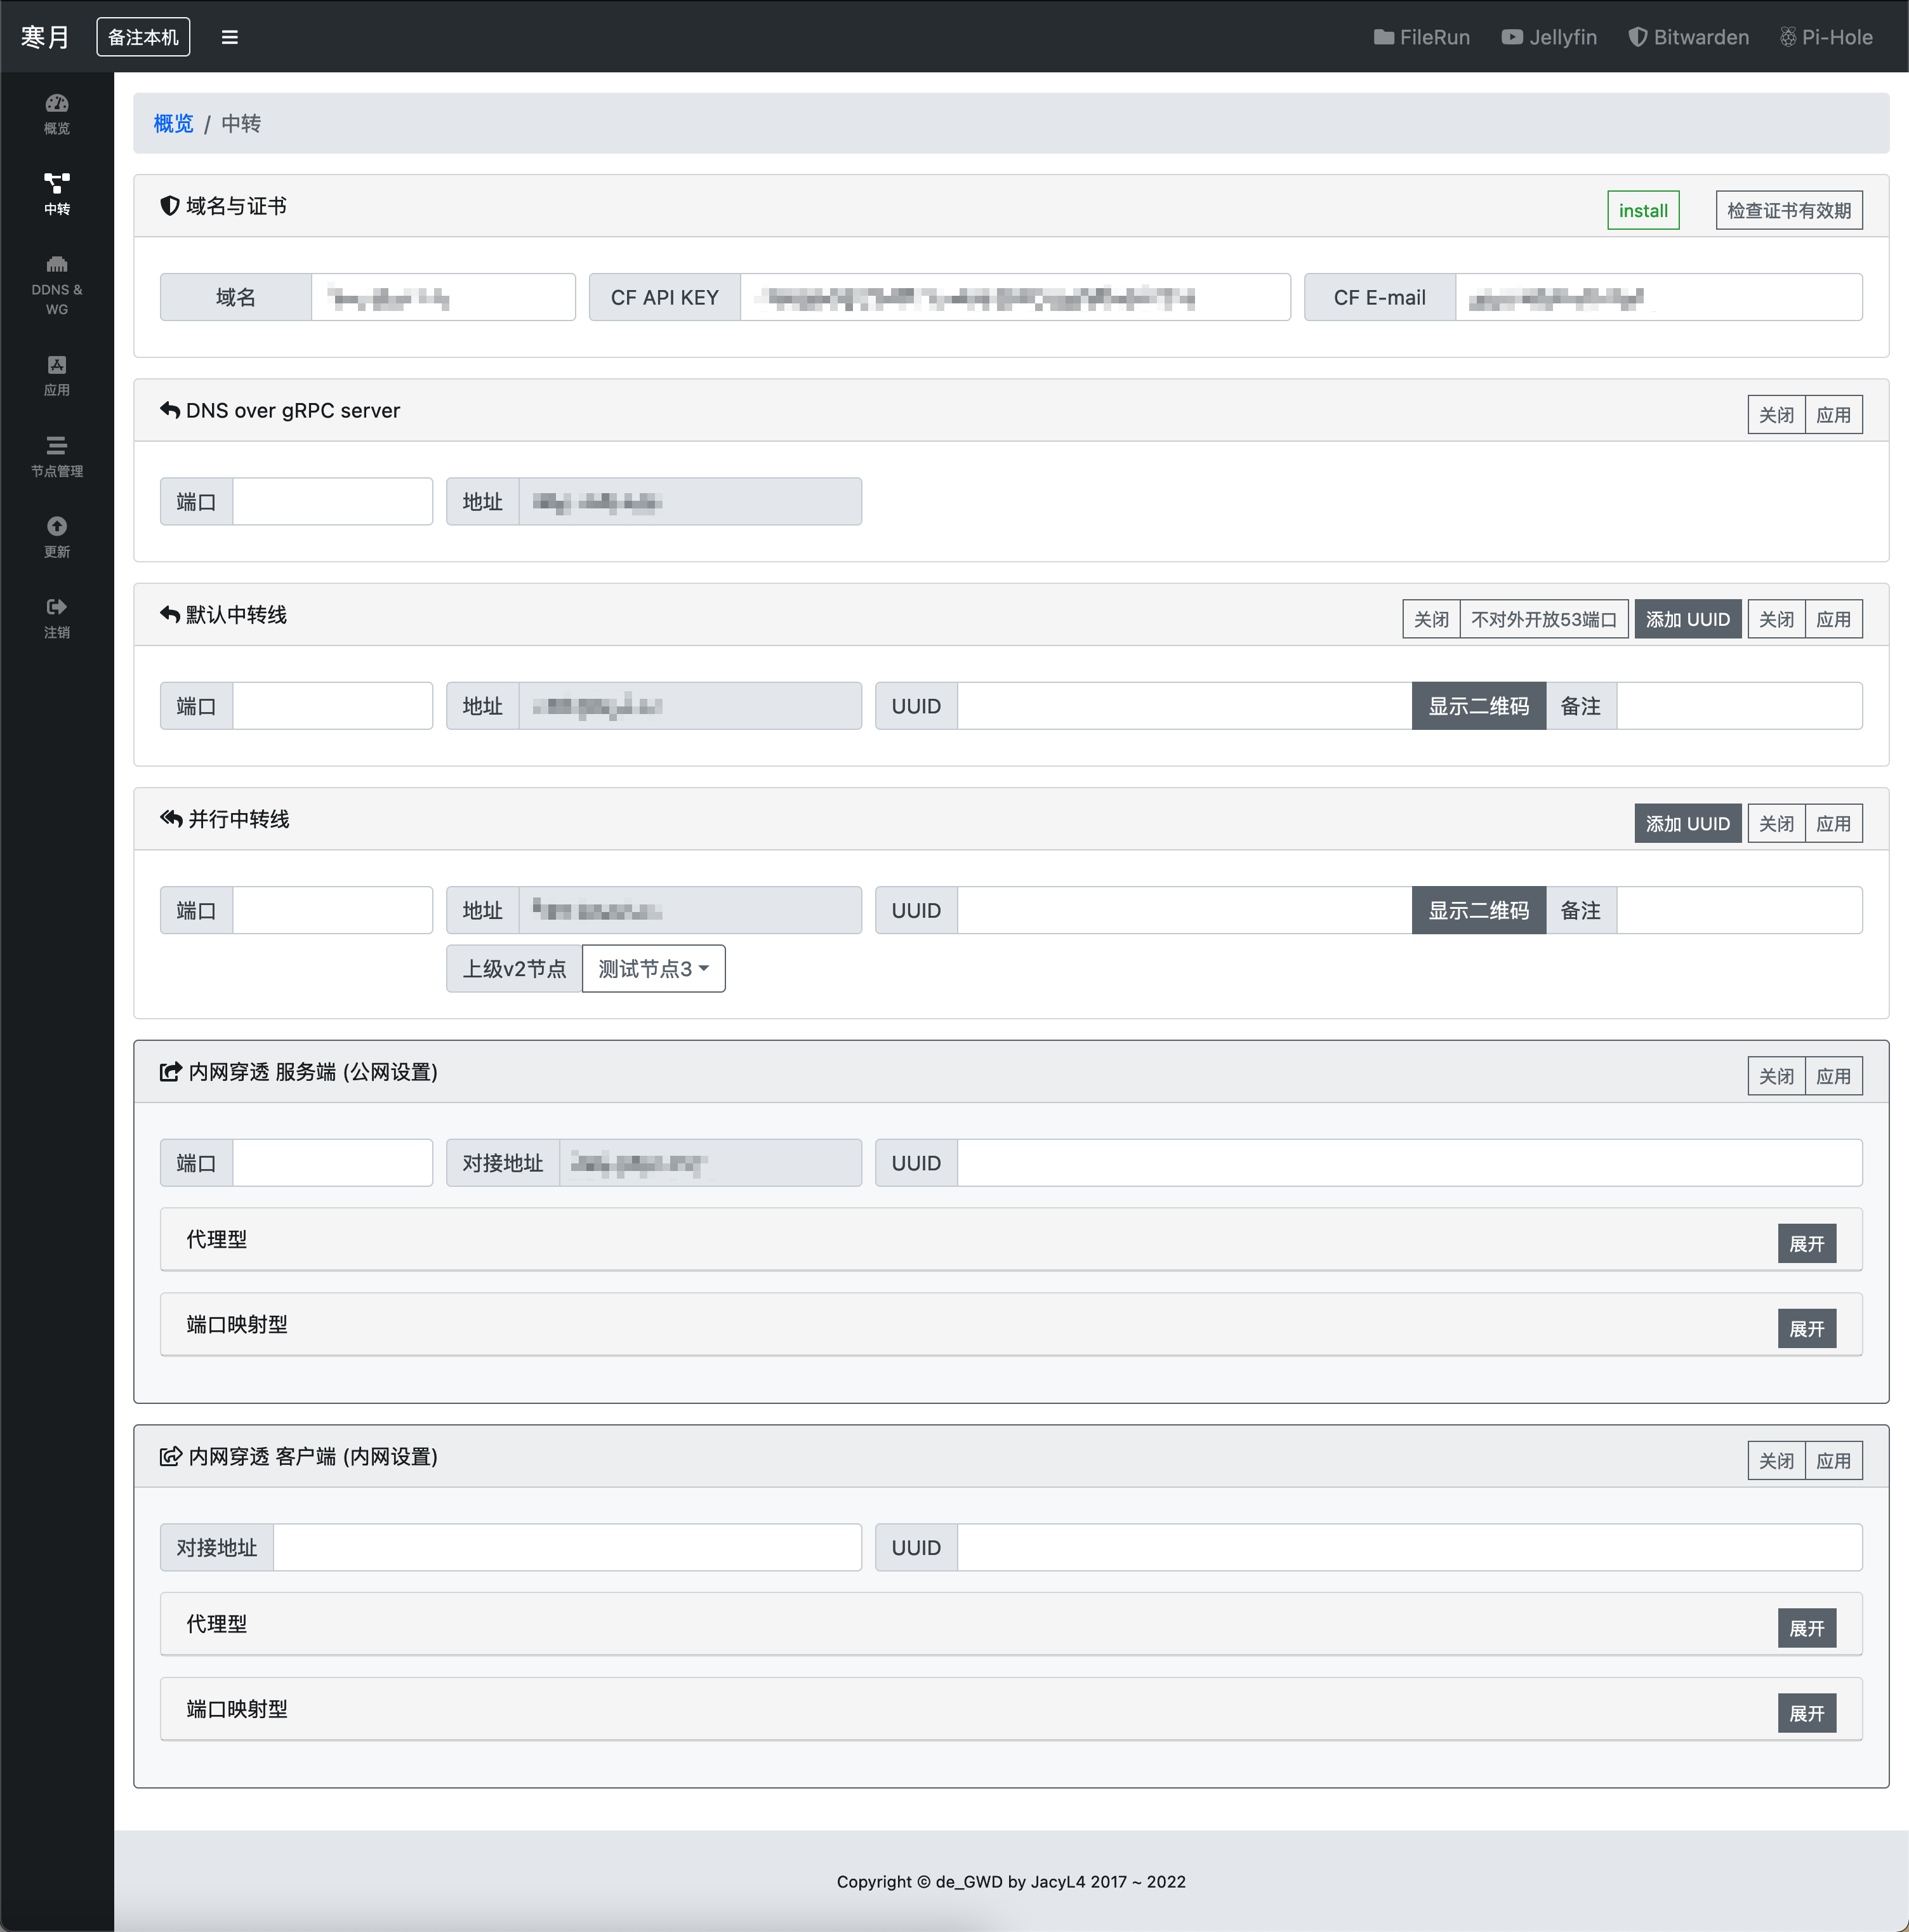 寒月 备注本机 FileRun Jellyfin Bitwarden Pi-Hole
概览
中转
DDNS &
WG
应用
节点管理
更新
注销
概览 / 中转
域名与证书 install 检查证书有效期
域名 CF API KEY CF E-mail
DNS over gRPC server 关闭 应用
端口 地址
默认中转线 关闭 不对外开放53端口 添加 UUID 关闭 应用
端口 地址 UUID 显示二维码 备注
并行中转线 添加 UUID 关闭 应用
端口 地址 UUID 显示二维码 备注
上级v2节点 测试节点3
内网穿透 服务端 (公网设置) 关闭 应用
端口 对接地址 UUID
代理型 展开
端口映射型 展开
内网穿透 客户端 (内网设置) 关闭 应用
对接地址 UUID
代理型 展开
端口映射型 展开
Copyright © de_GWD by JacyL4 2017 ~ 2022